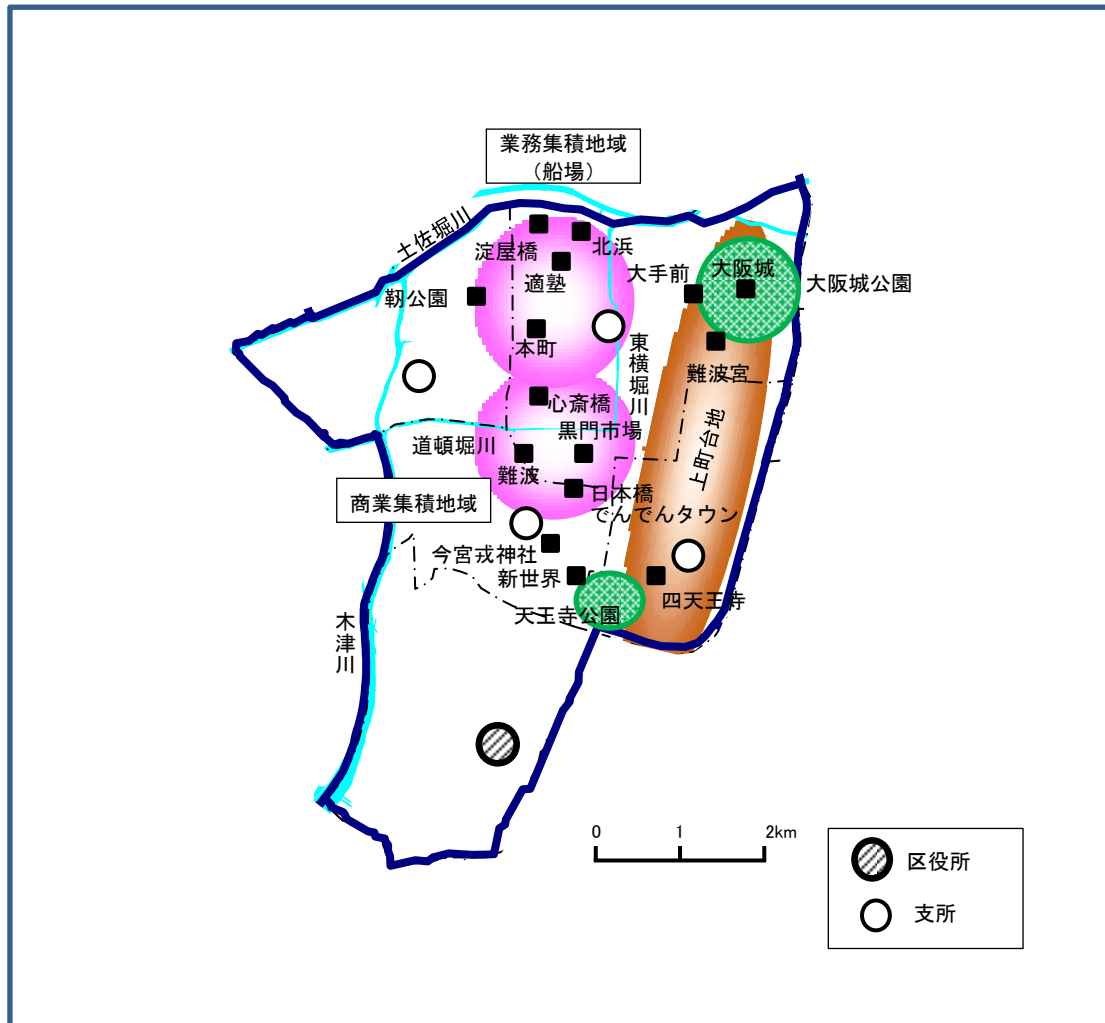 業務集積地域
（船場）
土佐堀川
淀屋橋
北浜
適塾
大手前
大阪城
大阪城公園
靭公園
本町
東横堀川
難波宮
心斎橋
黒門市場
道頓堀川
難波
上町台地
商業集積地域
日本橋
でんでんタウン
今宮戎神社
新世界
天王寺公園
四天王寺
木津川
0 1 2km
区役所
支所